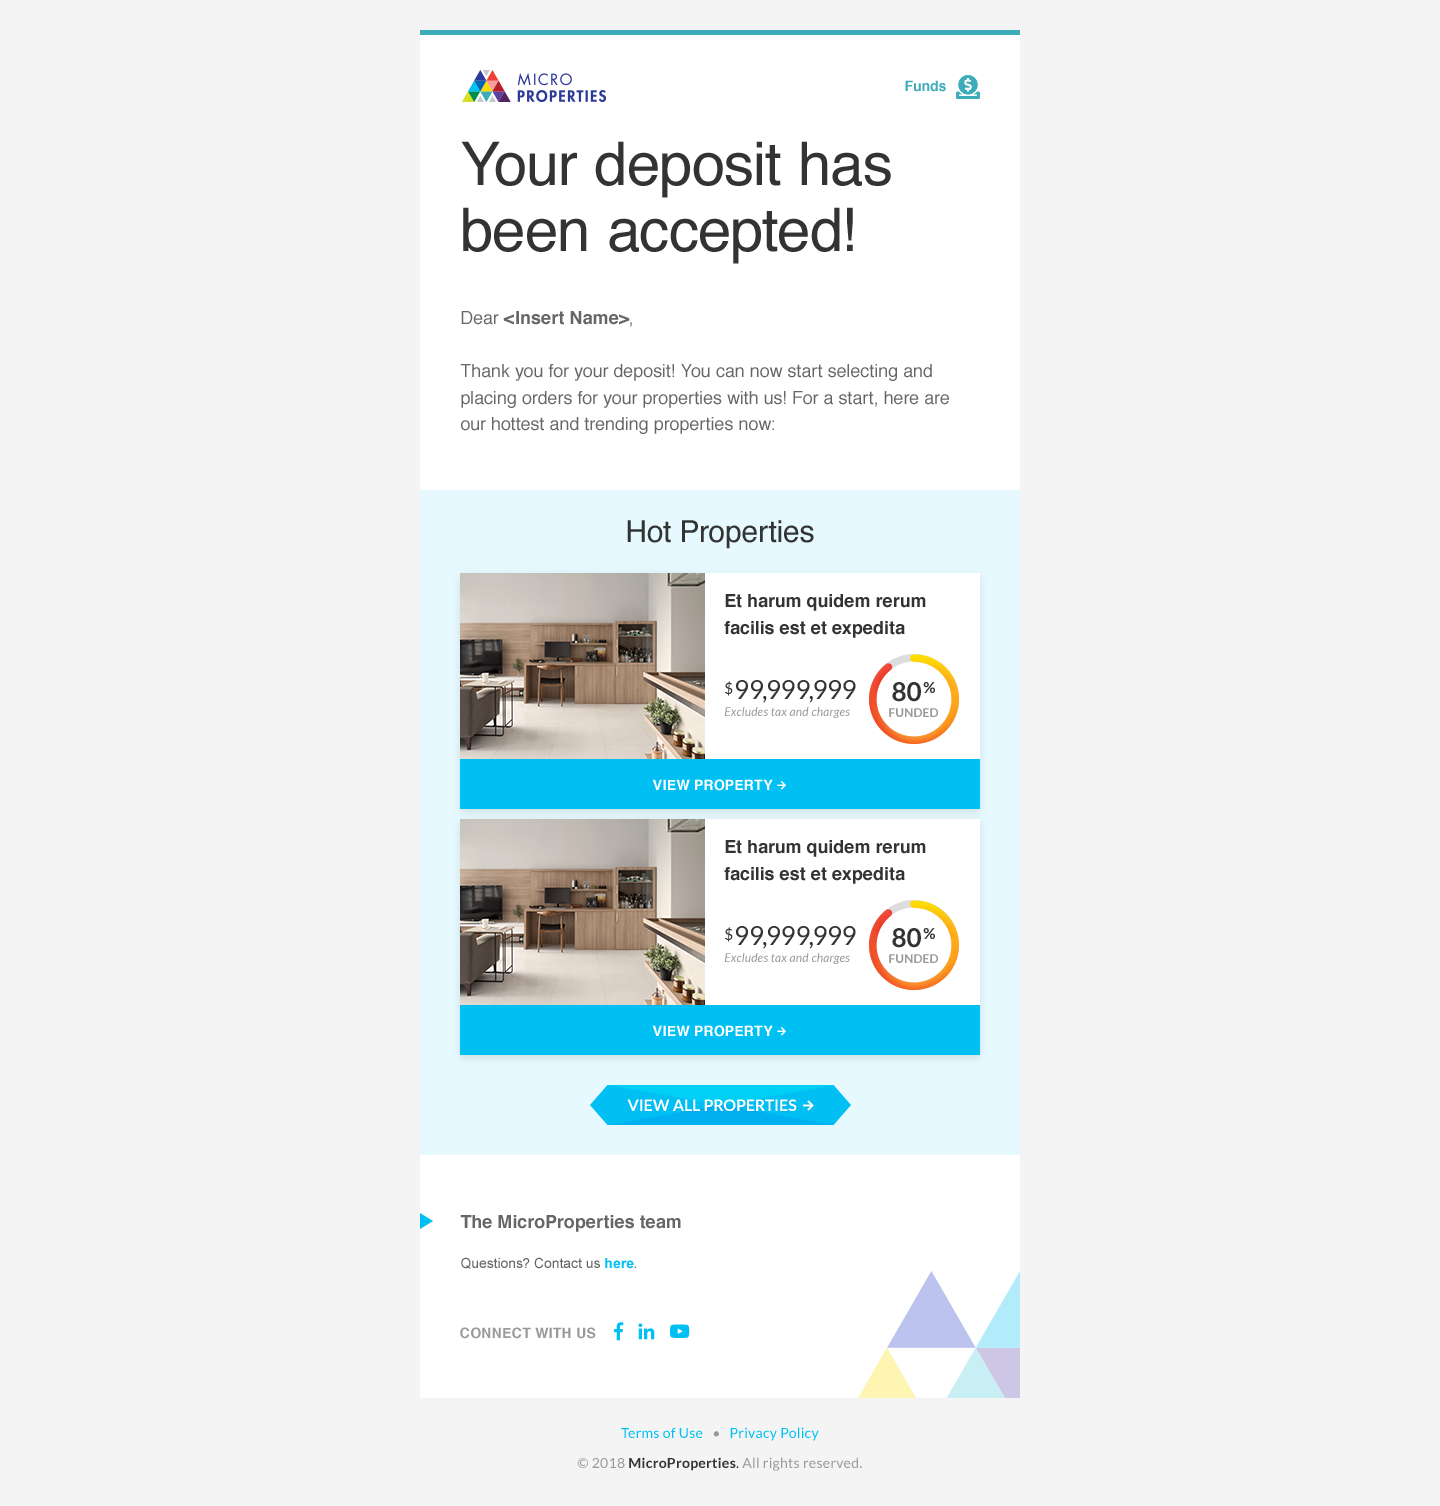 MICRO
PROPERTIES
Funds
Your deposit has
been accepted!
Dear <Insert Name>,
Thank you for your deposit! You can now start selecting and
placing orders for your properties with us! For a start, here are
our hottest and trending properties now:
Hot Properties
Et harum quidem rerum
facilis est et expedita
$99,999,999
Excludes tax and charges
80%
FUNDED
VIEW PROPERTY →
Et harum quidem rerum
facilis est et expedita
$99,999,999
Excludes tax and charges
80%
FUNDED
VIEW PROPERTY →
VIEW ALL PROPERTIES →
The MicroProperties team
Questions? Contact us here.
CONNECT WITH US
Terms of Use • Privacy Policy
© 2018 MicroProperties. All rights reserved.